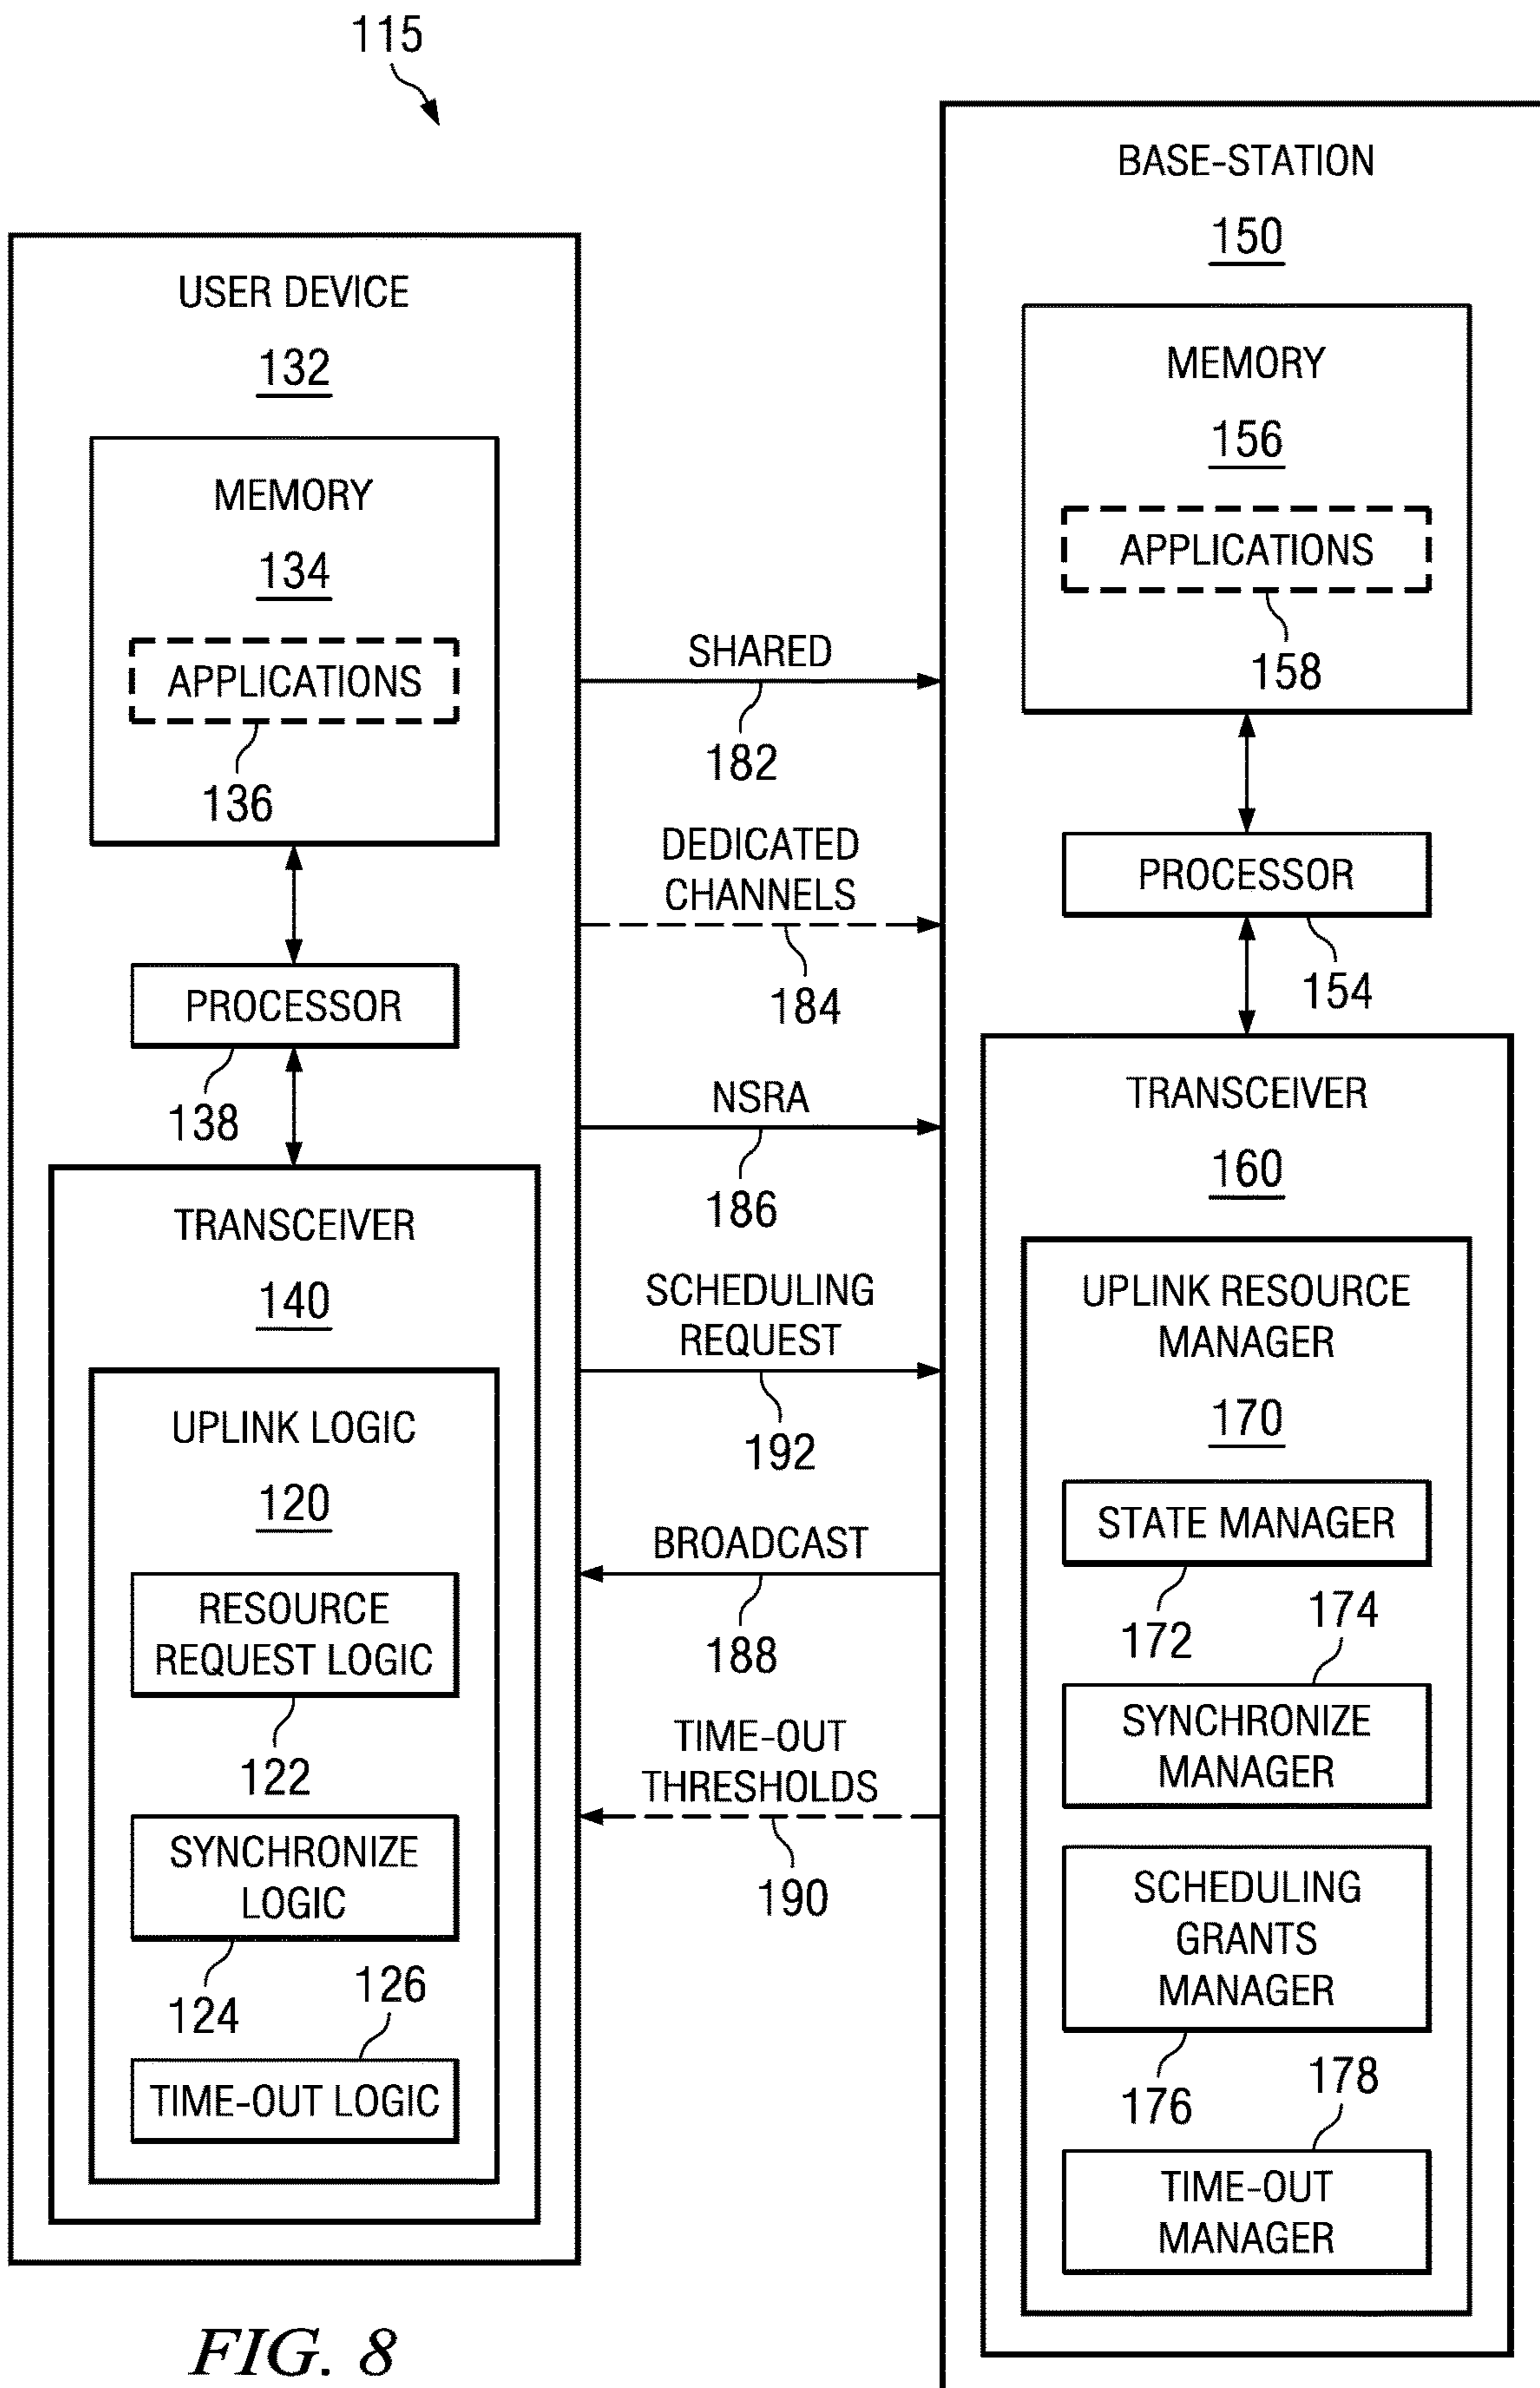 115
USER DEVICE
132
MEMORY
134
APPLICATIONS
136
PROCESSOR
138
TRANSCEIVER
140
UPLINK LOGIC
120
RESOURCE
REQUEST LOGIC
122
SYNCHRONIZE
LOGIC
124
126
TIME-OUT LOGIC
SHARED
182
DEDICATED
CHANNELS
184
NSRA
186
SCHEDULING
REQUEST
192
BROADCAST
188
TIME-OUT
THRESHOLDS
190
BASE-STATION
150
MEMORY
156
APPLICATIONS
158
PROCESSOR
154
TRANSCEIVER
160
UPLINK RESOURCE
MANAGER
170
STATE MANAGER
172
174
SYNCHRONIZE
MANAGER
SCHEDULING
GRANTS
MANAGER
176
178
TIME-OUT
MANAGER
FIG. 8